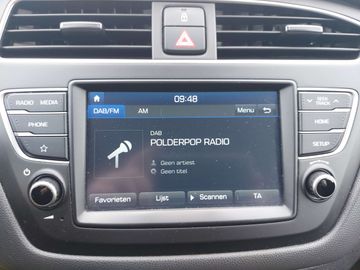 09:48
DAB/FM AM Menu
RADIO MEDIA
SEEK TRACK
DAB
PHONE
POLDERPOP RADIO
HOME
Geen artiest
SETUP
Geen titel
Favorieten Lijst Scannen TA